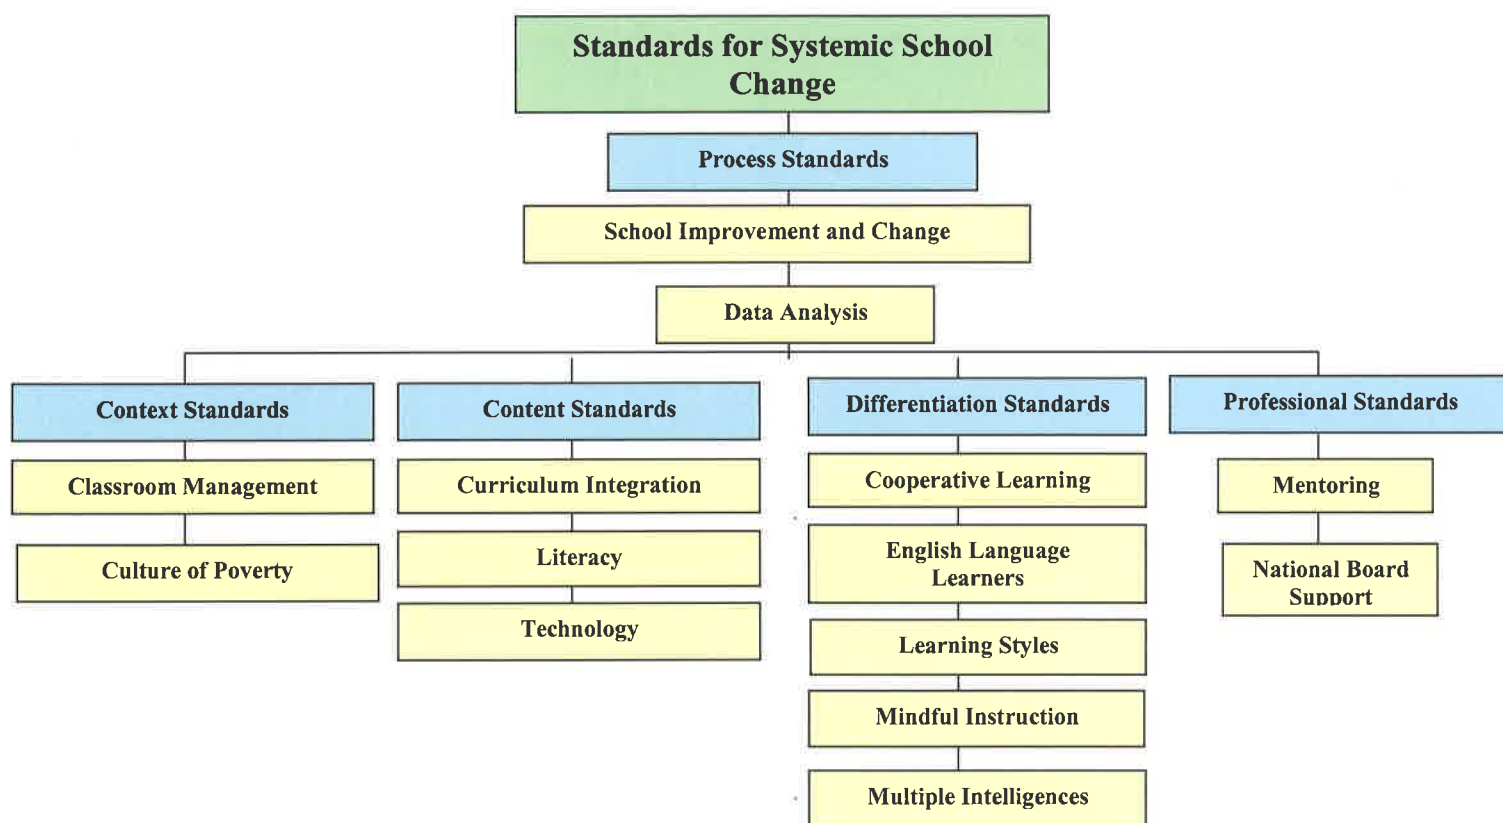 Standards for Systemic School
Change
Process Standards
School Improvement and Change
Data Analysis
Context Standards
Classroom Management
Culture of Poverty
Content Standards
Curriculum Integration
Literacy
Technology
Differentiation Standards
Cooperative Learning
English Language
Learners
Learning Styles
Mindful Instruction
Multiple Intelligences
Professional Standards
Mentoring
National Board
Support